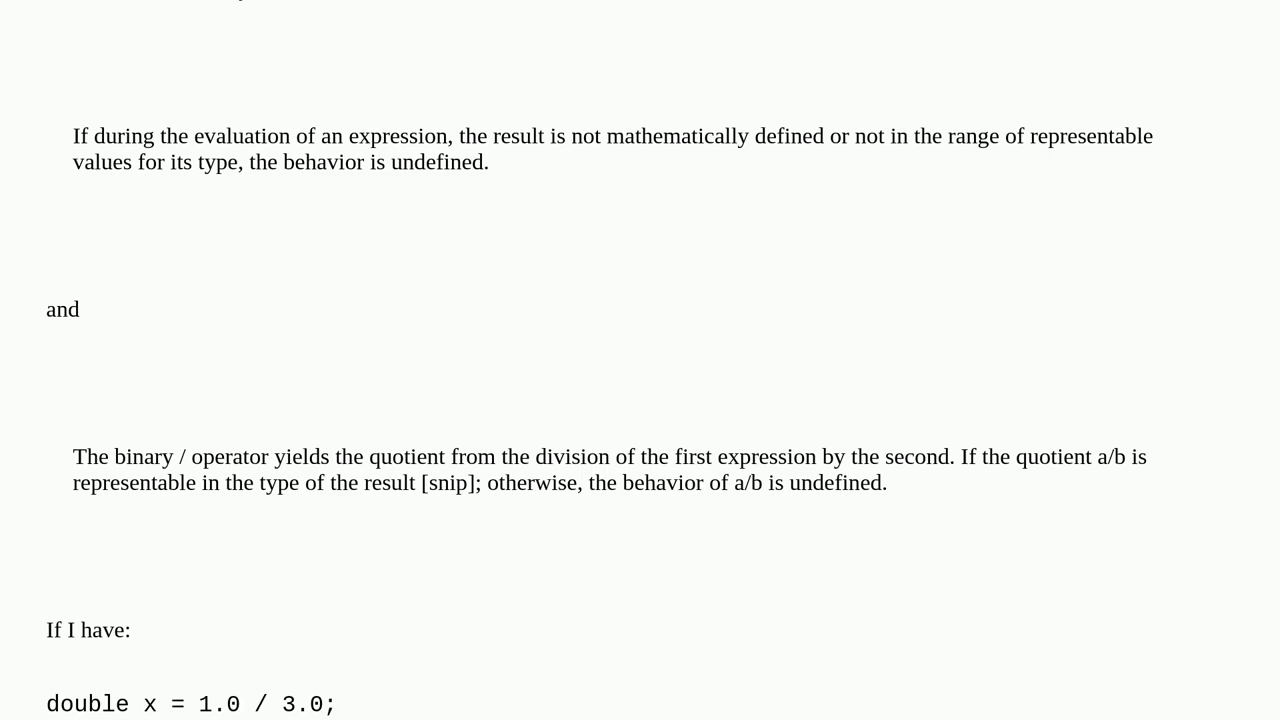 If during the evaluation of an expression, the result is not mathematically defined or not in the range of representable
values for its type, the behavior is undefined.
and
The binary / operator yields the quotient from the division of the first expression by the second. If the quotient a/b is
representable in the type of the result [snip]; otherwise, the behavior of a/b is undefined.
If I have:
double x = 1.0 / 3.0;